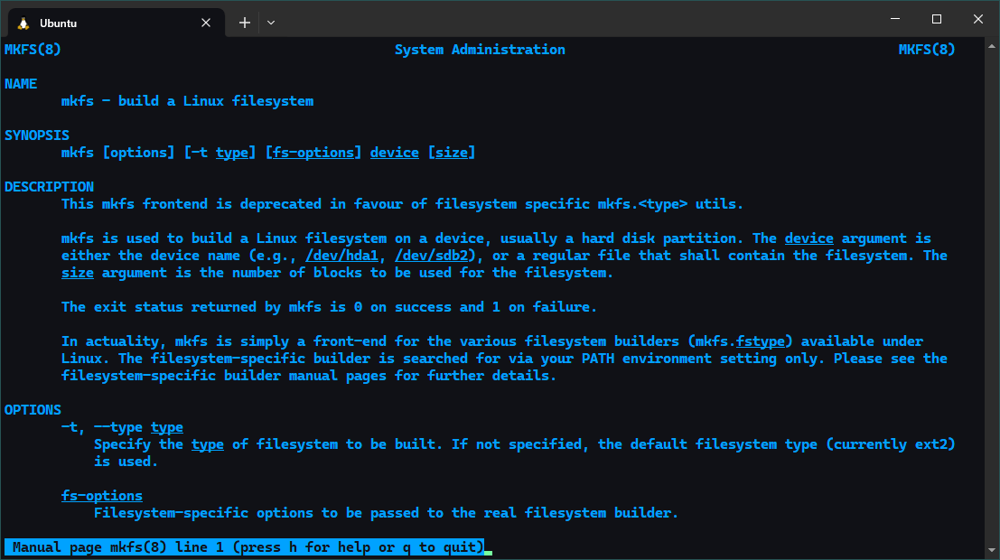 Ubuntu
MKFS(8) System Administration MKFS(8)
NAME
mkfs - build a Linux filesystem
SYNOPSIS
mkfs [options] [-t type] [fs-options] device [size]
DESCRIPTION
This mkfs frontend is deprecated in favour of filesystem specific mkfs.<type> utils.
mkfs is used to build a Linux filesystem on a device, usually a hard disk partition. The device argument is
either the device name (e.g., /dev/hda1, /dev/sdb2), or a regular file that shall contain the filesystem. The
size argument is the number of blocks to be used for the filesystem.
The exit status returned by mkfs is 0 on success and 1 on failure.
In actuality, mkfs is simply a front-end for the various filesystem builders (mkfs.fstype) available under
Linux. The filesystem-specific builder is searched for via your PATH environment setting only. Please see the
filesystem-specific builder manual pages for further details.
OPTIONS
-t, --type type
Specify the type of filesystem to be built. If not specified, the default filesystem type (currently ext2)
is used.
fs-options
Filesystem-specific options to be passed to the real filesystem builder.
Manual page mkfs(8) line 1 (press h for help or q to quit)